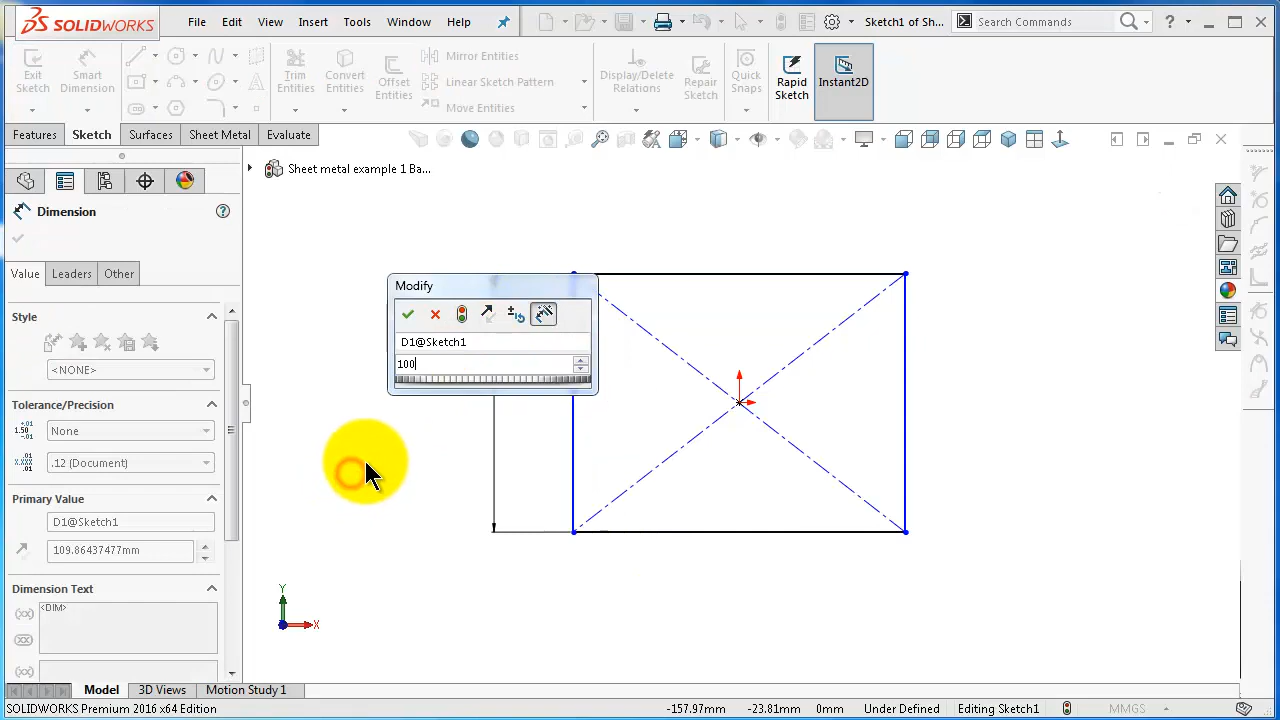 SOLIDWORKS File Edit View Insert Tools Window Help Sketch1 of Sh... Search Commands ?
Exit Sketch
Smart Dimension
Trim Entities
Convert Entities
Offset Entities
Mirror Entities
Linear Sketch Pattern
Move Entities
Display/Delete Relations
Repair Sketch
Quick Snaps
Rapid Sketch
Instant2D
Features Sketch Surfaces Sheet Metal Evaluate
Sheet metal example 1 Ba...
Dimension ?
Value Leaders Other
Style
<NONE>
Tolerance/Precision
None
.12 (Document)
Primary Value
D1@Sketch1
109.86437477mm
Dimension Text
<DIM>
Modify
D1@Sketch1
100
Y
X
Model 3D Views Motion Study 1
SOLIDWORKS Premium 2016 x64 Edition -157.97mm -23.81mm 0mm Under Defined Editing Sketch1 MMGS